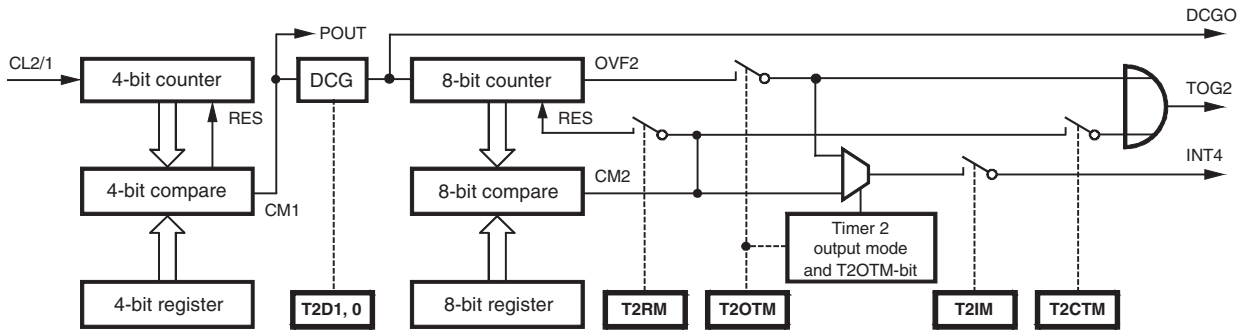 DCGO
POUT
CL2/1
4-bit counter
DCG
8-bit counter
OVF2
TOG2
RES
RES
INT4
4-bit compare
CM1
8-bit compare
CM2
Timer 2
output mode
and T2OTM-bit
4-bit register
T2D1, 0
8-bit register
T2RM
T2OTM
T2IM
T2CTM